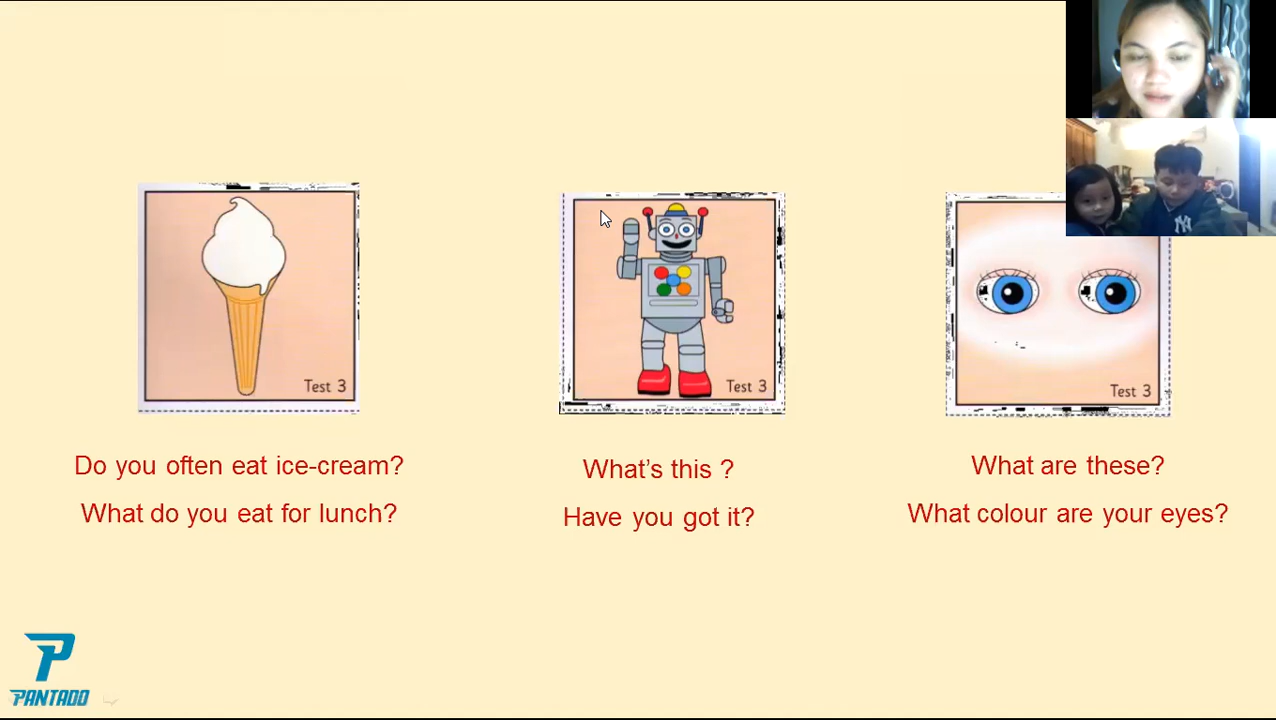 Test 3
Test 3
Test 3
Do you often eat ice-cream?
What do you eat for lunch?
What's this ?
Have you got it?
What are these?
What colour are your eyes?
PANTADO